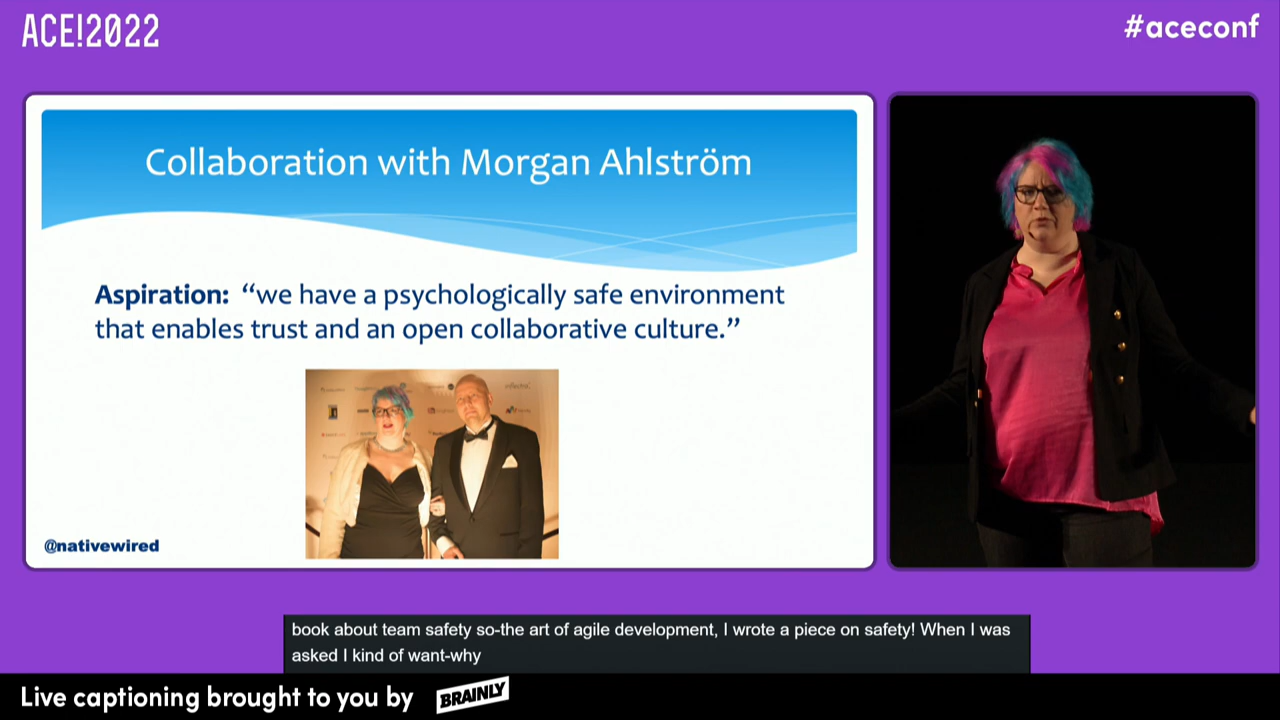 ACE!2022
#aceconf
Collaboration with Morgan Ahlström
Aspiration: “we have a psychologically safe environment
that enables trust and an open collaborative culture.”
@nativewired
book about team safety so-the art of agile development, I wrote a piece on safety! When I was
asked I kind of want-why
Live captioning brought to you by BRAINLY